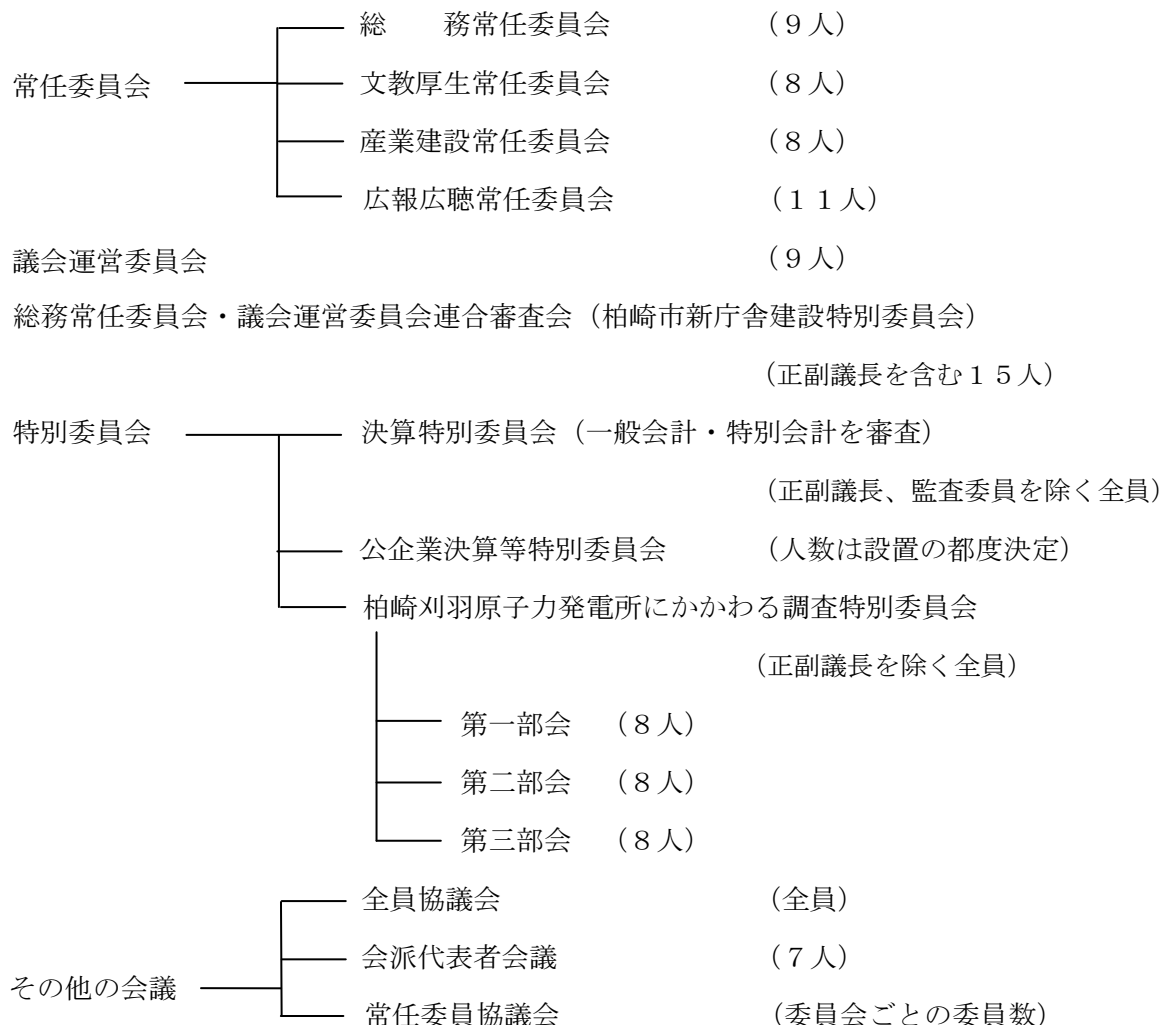 総　　務常任委員会　（９人）
常任委員会　文教厚生常任委員会　（８人）
産業建設常任委員会　（８人）
広報広聴常任委員会　（１１人）
議会運営委員会　（９人）
総務常任委員会・議会運営委員会連合審査会（柏崎市新庁舎建設特別委員会）
（正副議長を含む１５人）
特別委員会　決算特別委員会（一般会計・特別会計を審査）
（正副議長、監査委員を除く全員）
公企業決算等特別委員会　（人数は設置の都度決定）
柏崎刈羽原子力発電所にかかわる調査特別委員会
（正副議長を除く全員）
第一部会　（８人）
第二部会　（８人）
第三部会　（８人）
全員協議会　（全員）
会派代表者会議　（７人）
その他の会議
常任委員協議会　（委員会ごとの委員数）